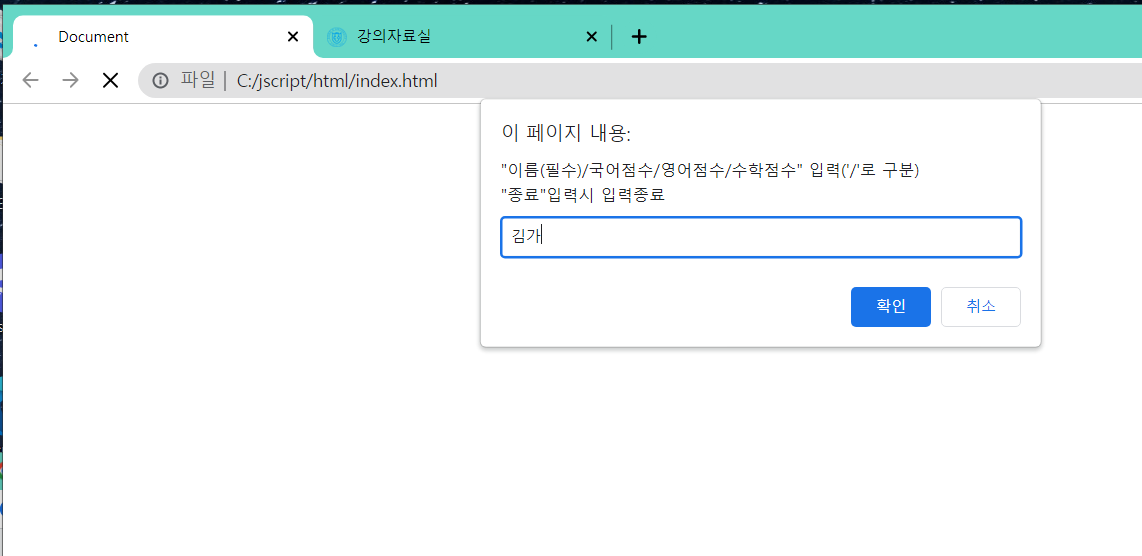 Document
강의자료실
파일 | C:/jscript/html/index.html
이 페이지 내용:
"이름(필수)/국어점수/영어점수/수학점수" 입력('/'로 구분)
"종료"입력시 입력종료
김가
확인 취소